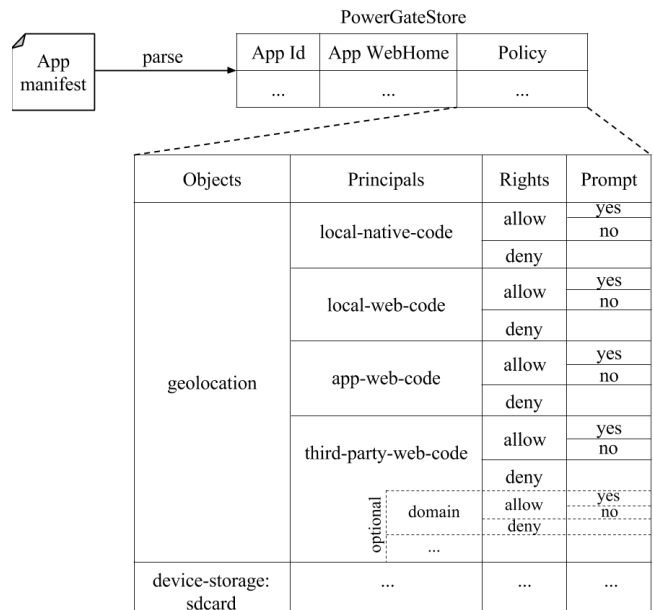 PowerGateStore
App manifest
parse
App Id App WebHome Policy
... ... ...
Objects Principals Rights Prompt
geolocation
local-native-code
allow
yes
no
deny
local-web-code
allow
yes
no
deny
app-web-code
allow
yes
no
deny
third-party-web-code
allow
yes
no
deny
optional
domain
allow
yes
no
deny
...
device-storage:
sdcard
... ... ...